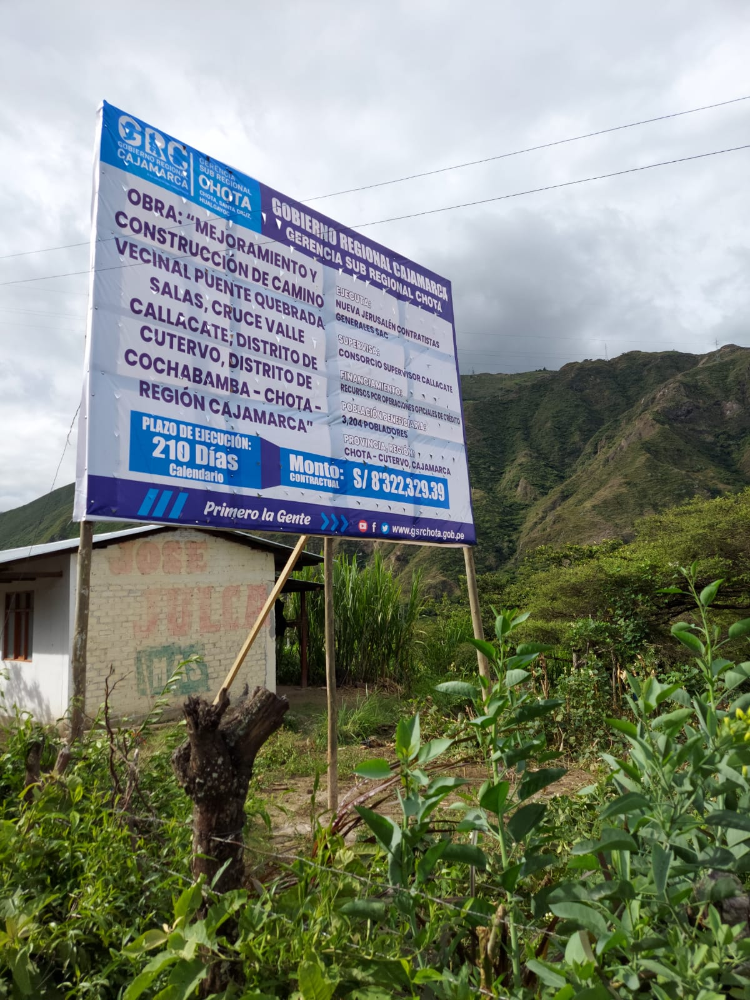 GRC
GOBIERNO REGIONAL
CAJAMARCA
GERENCIA
SUB REGIONAL
CHOTA
CHOTA, SANTA CRUZ,
HUALGAYOC
GOBIERNO REGIONAL CAJAMARCA
GERENCIA SUB REGIONAL CHOTA
OBRA: “MEJORAMIENTO Y
CONSTRUCCIÓN DE CAMINO
VECINAL PUENTE QUEBRADA
SALAS, CRUCE VALLE
CALLACATE, DISTRITO DE
CUTERVO, DISTRITO DE
COCHABAMBA - CHOTA -
REGIÓN CAJAMARCA”
EJECUTA:
NUEVA JERUSALÉN CONTRATISTAS
GENERALES SAC
SUPERVISA:
CONSORCIO SUPERVISOR CALLACATE
FINANCIAMIENTO:
RECURSOS POR OPERACIONES OFICIALES DE CRÉDITO
POBLACIÓN BENEFICIARIA:
3,204 POBLADORES
PROVINCIA, REGIÓN:
CHOTA - CUTERVO, CAJAMARCA
PLAZO DE EJECUCIÓN:
210 Días
Calendario
Monto:
CONTRACTUAL
S/ 8'322,329.39
Primero la Gente
www.gsrchota.gob.pe
JOSE
JULCA
MAS